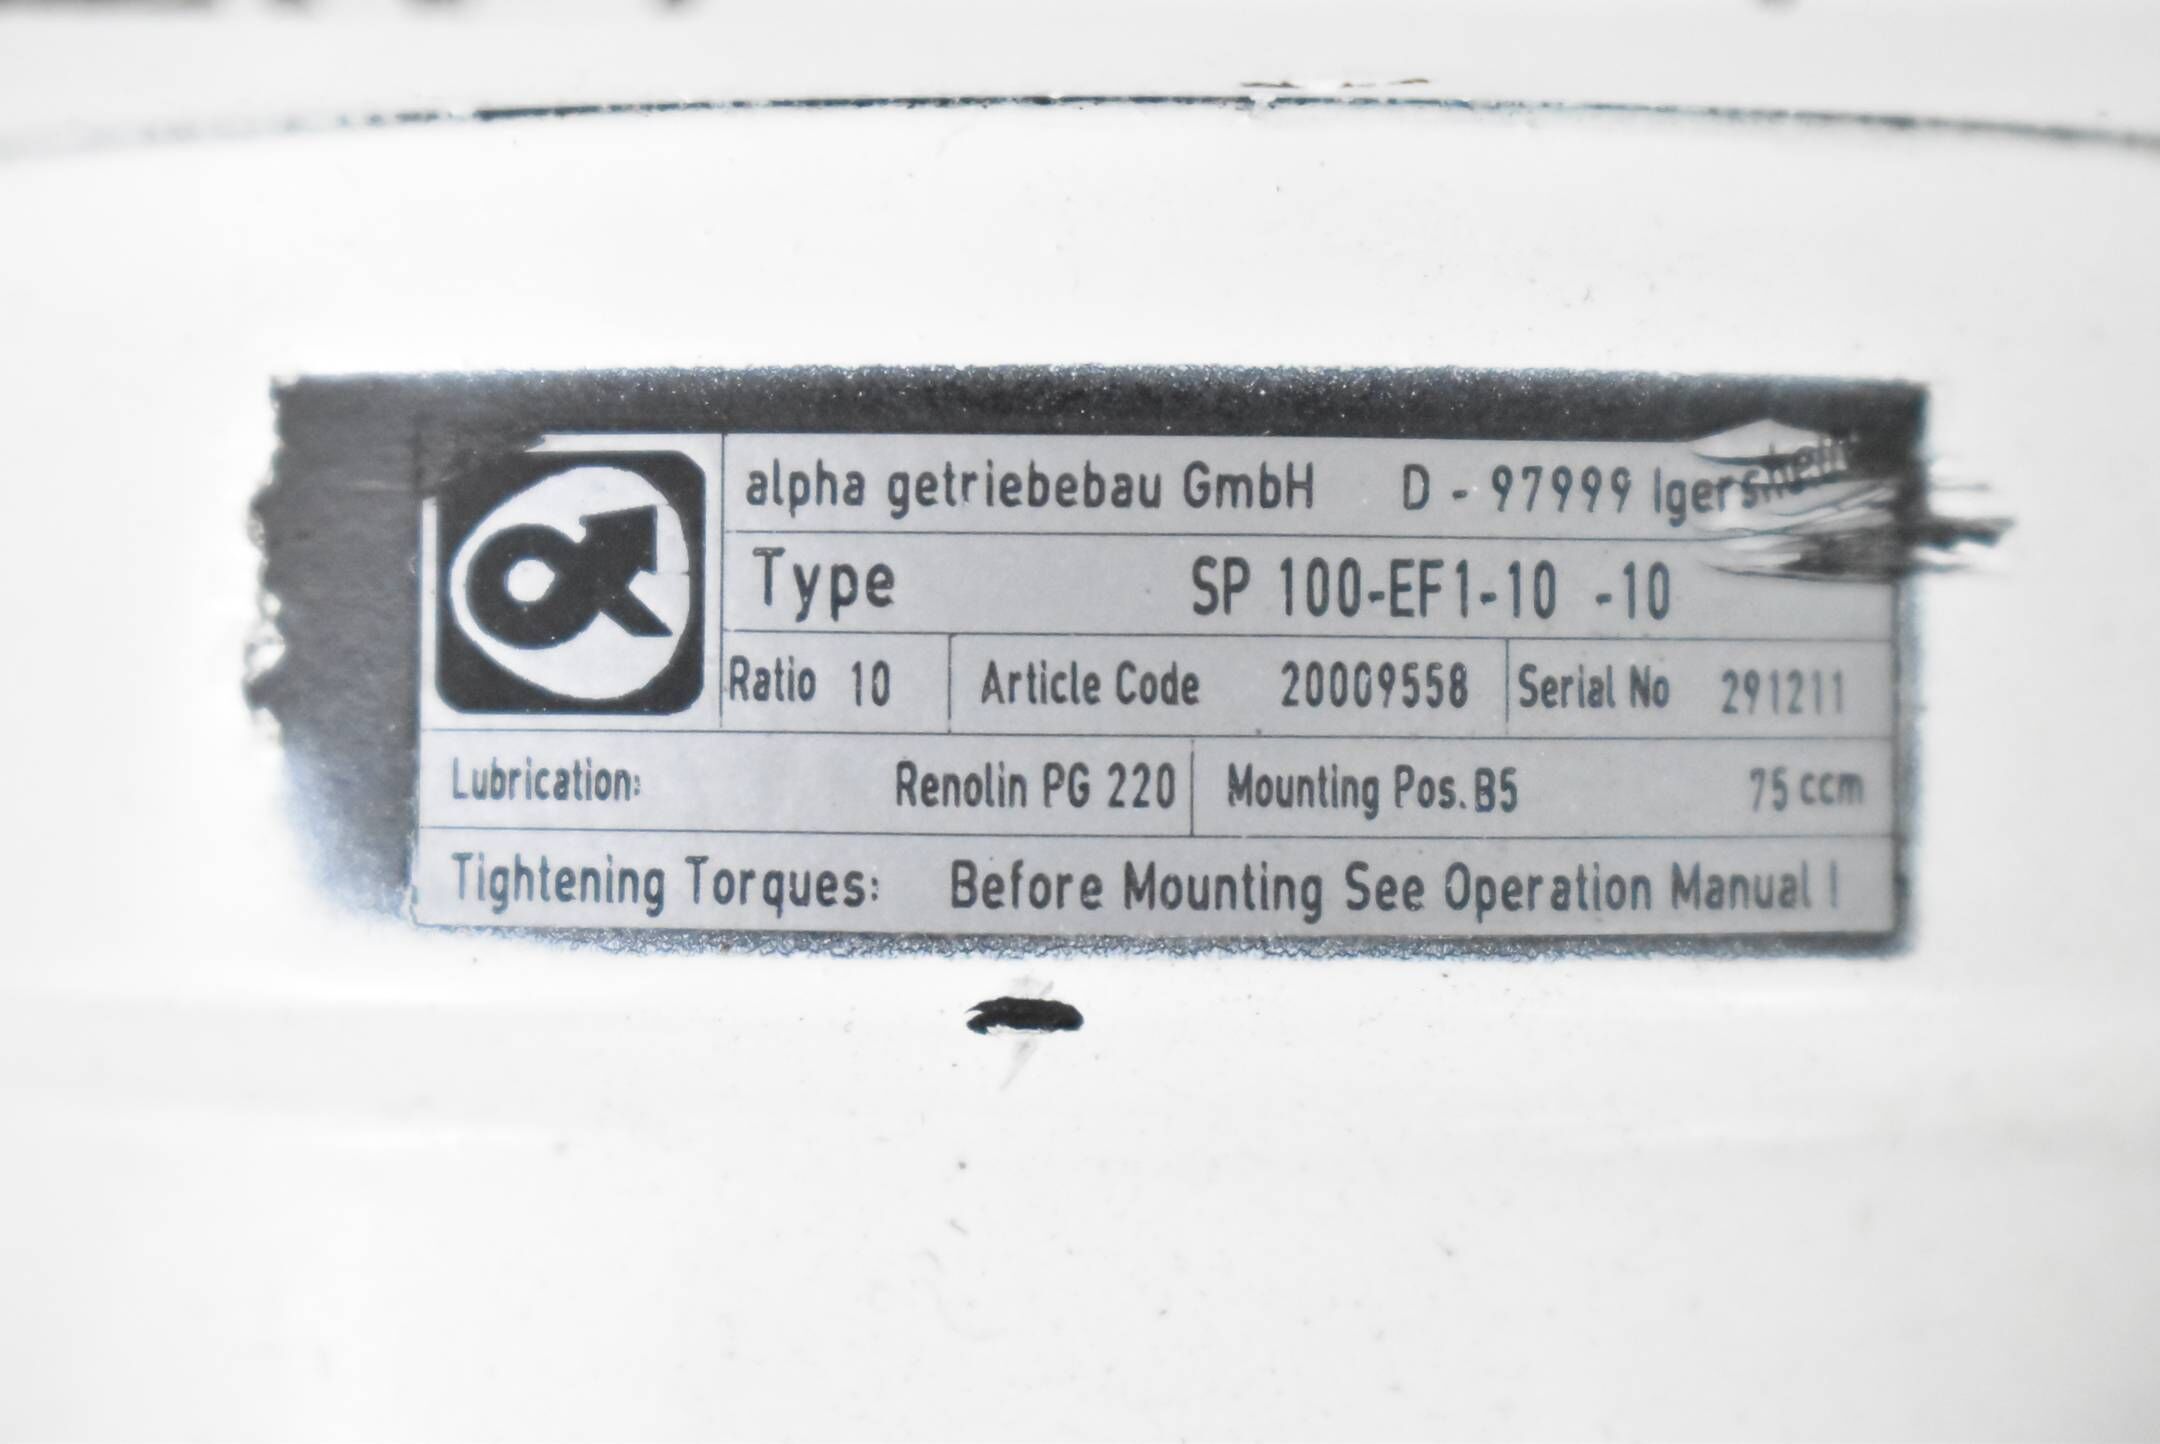 alpha getriebebau GmbH D - 97999 Igersheim
Type SP 100-EF1-10 -10
Ratio 10 Article Code 20009558 Serial No 291211
Lubrication: Renolin PG 220 Mounting Pos. B5 75 ccm
Tightening Torques: Before Mounting See Operation Manual !